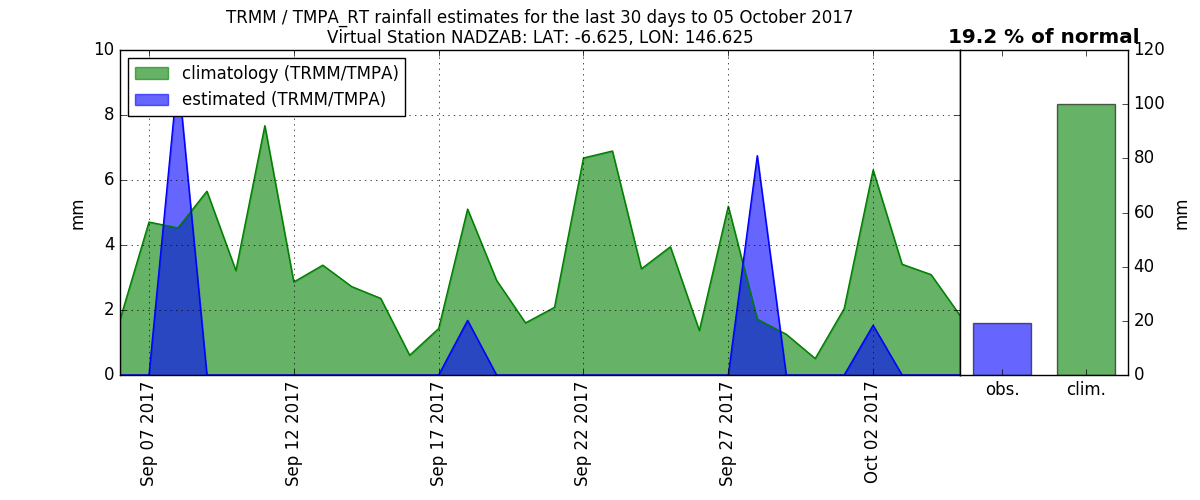 TRMM / TMPA_RT rainfall estimates for the last 30 days to 05 October 2017
Virtual Station NADZAB: LAT: -6.625, LON: 146.625
19.2 % of normal
climatology (TRMM/TMPA)
estimated (TRMM/TMPA)
10
8
6
4
2
0
mm
Sep 07 2017
Sep 12 2017
Sep 17 2017
Sep 22 2017
Sep 27 2017
Oct 02 2017
120
100
80
60
40
20
0
mm
obs.
clim.